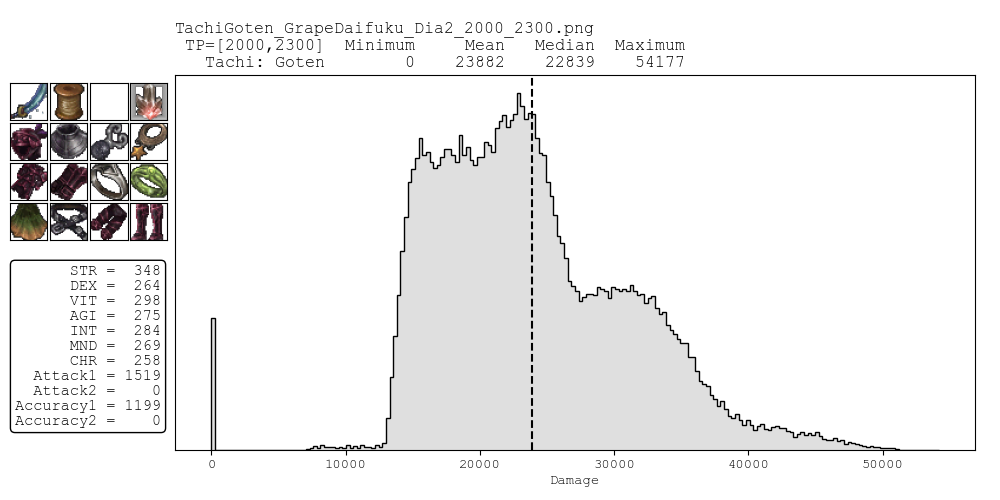 TachiGoten_GrapeDaifuku_Dia2_2000_2300.png
TP=[2000,2300] Minimum Mean Median Maximum
Tachi: Goten 0 23882 22839 54177
STR = 348
DEX = 264
VIT = 298
AGI = 275
INT = 284
MND = 269
CHR = 258
Attack1 = 1519
Attack2 = 0
Accuracy1 = 1199
Accuracy2 = 0
0 10000 20000 30000 40000 50000
Damage